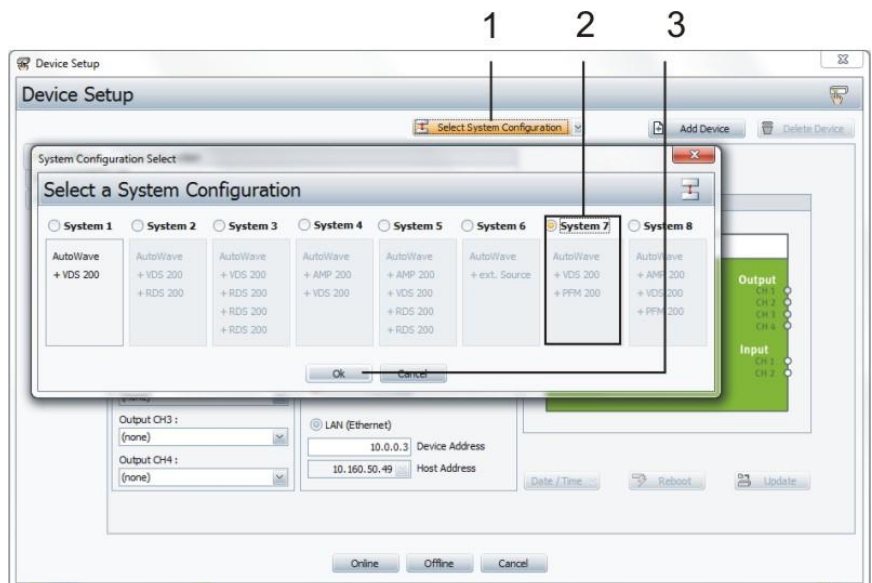 1 2 3
Device Setup
Device Setup
Select System Configuration
Add Device
Delete Device
System Configuration Select
Select a System Configuration
System 1
System 2
System 3
System 4
System 5
System 6
System 7
System 8
AutoWave
+ VDS 200
AutoWave
+ VDS 200
+ RDS 200
AutoWave
+ VDS 200
+ RDS 200
+ RDS 200
+ RDS 200
AutoWave
+ AMP 200
+ VDS 200
AutoWave
+ AMP 200
+ VDS 200
+ RDS 200
+ RDS 200
AutoWave
+ ext. Source
AutoWave
+ VDS 200
+ PFM 200
AutoWave
+ AMP 200
+ VDS 200
+ PFM 200
Ok
Cancel
Output
CH 1
CH 2
CH 3
CH 4
Input
CH 1
CH 2
(none)
Output CH3 :
(none)
Output CH4 :
(none)
LAN (Ethernet)
10.0.0.3 Device Address
10.160.50.49 Host Address
Date / Time
Reboot
Update
Online
Offline
Cancel